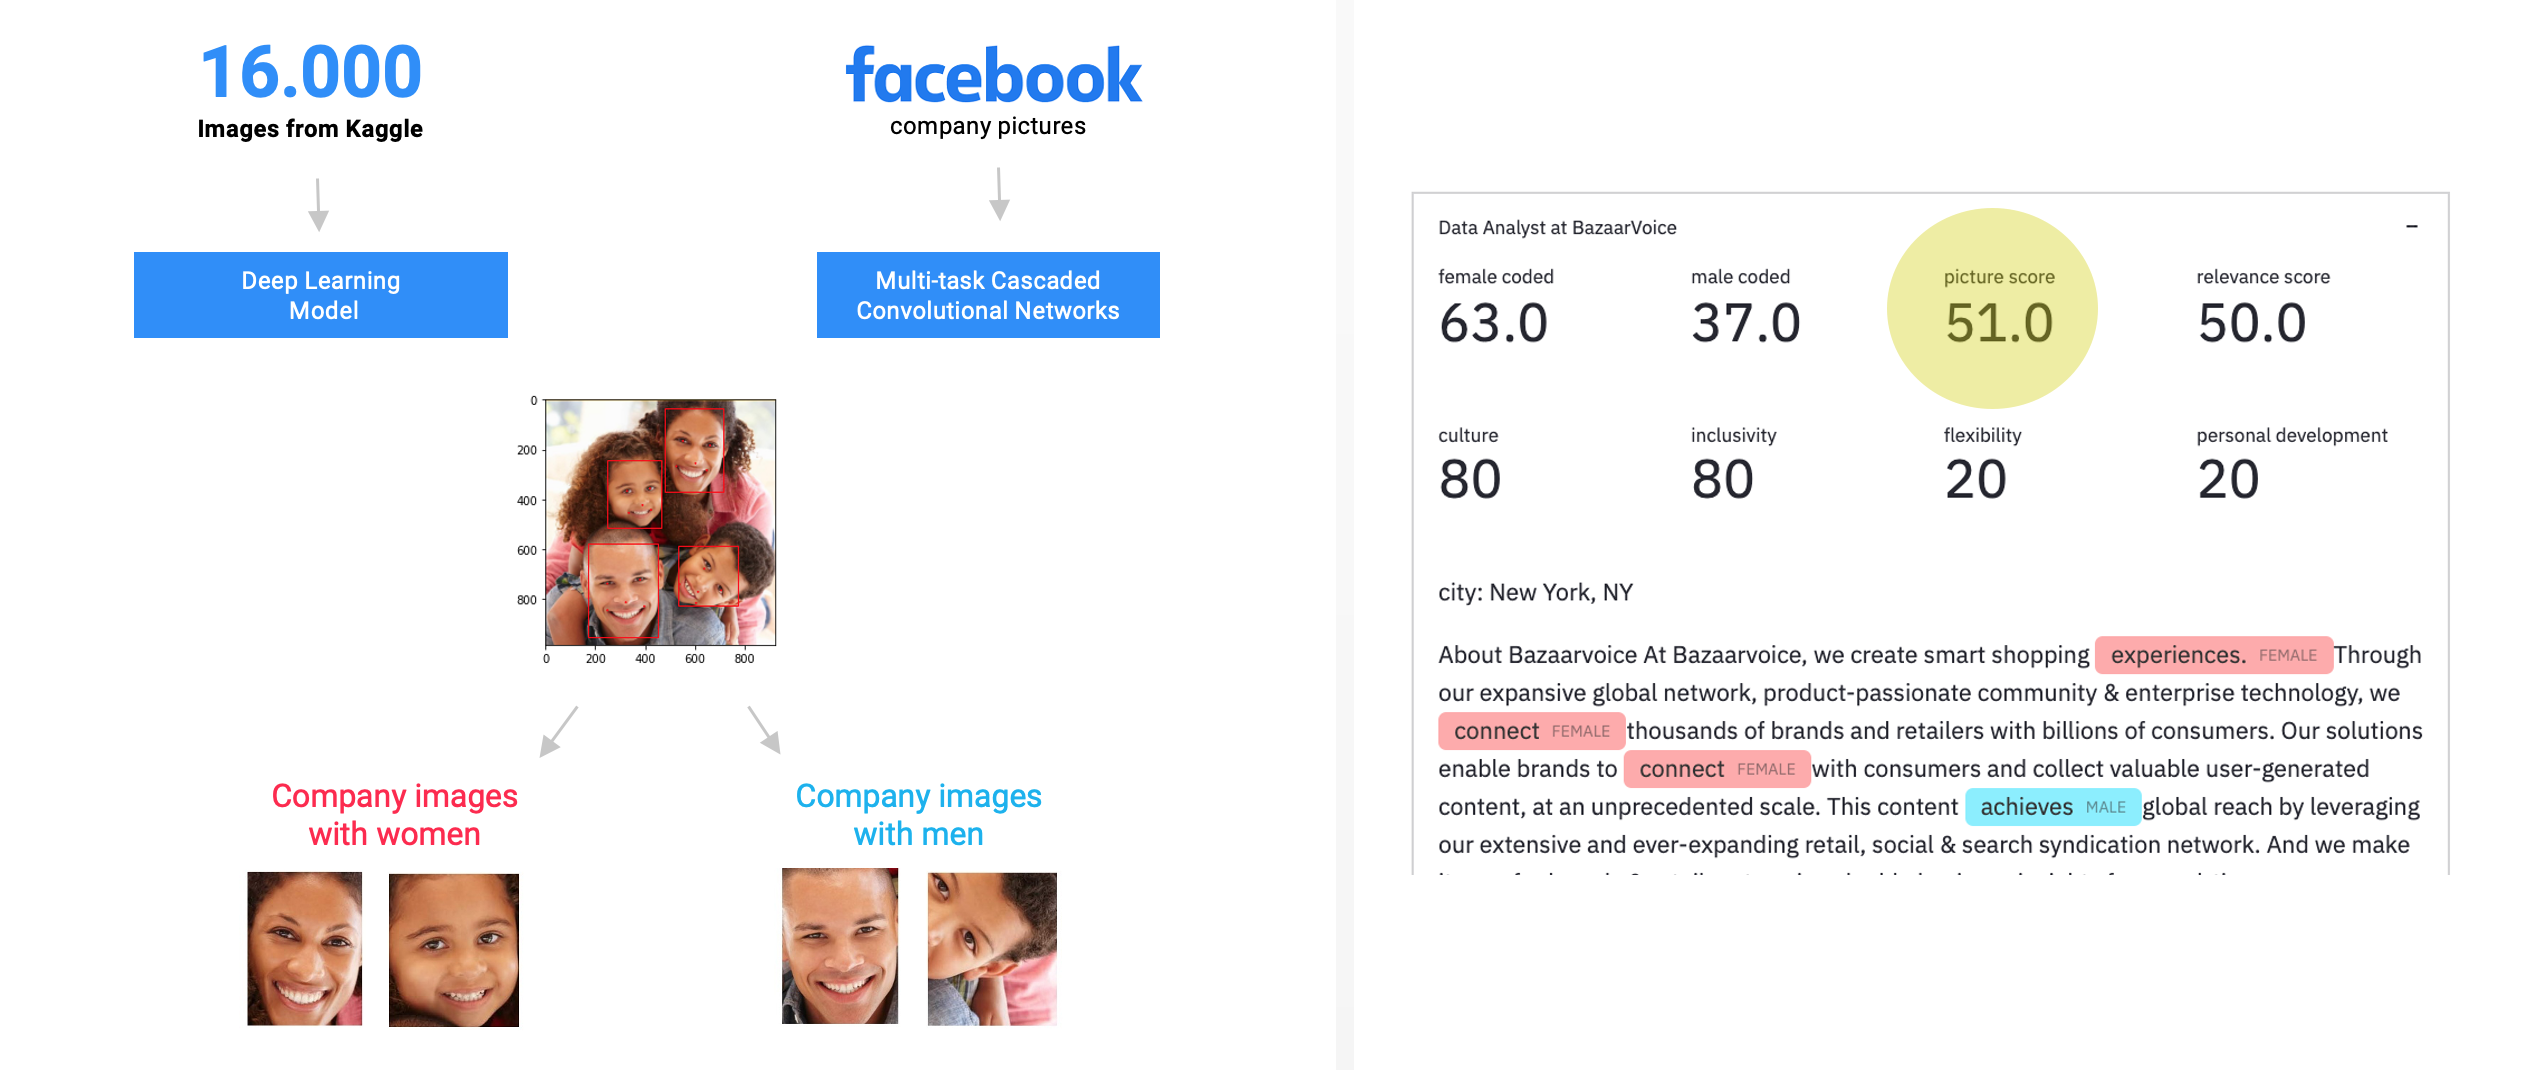 16.000
Images from Kaggle
facebook
company pictures
Deep Learning
Model
Multi-task Cascaded
Convolutional Networks
0
200
400
600
800
0
200
400
600
800
Company images
with women
Company images
with men
Data Analyst at BazaarVoice
–
female coded
63.0
male coded
37.0
picture score
51.0
relevance score
50.0
culture
80
inclusivity
80
flexibility
20
personal development
20
city: New York, NY
About Bazaarvoice At Bazaarvoice, we create smart shopping experiences. FEMALE Through
our expansive global network, product-passionate community & enterprise technology, we
connect FEMALE thousands of brands and retailers with billions of consumers. Our solutions
enable brands to connect FEMALE with consumers and collect valuable user-generated
content, at an unprecedented scale. This content achieves MALE global reach by leveraging
our extensive and ever-expanding retail, social & search syndication network. And we make